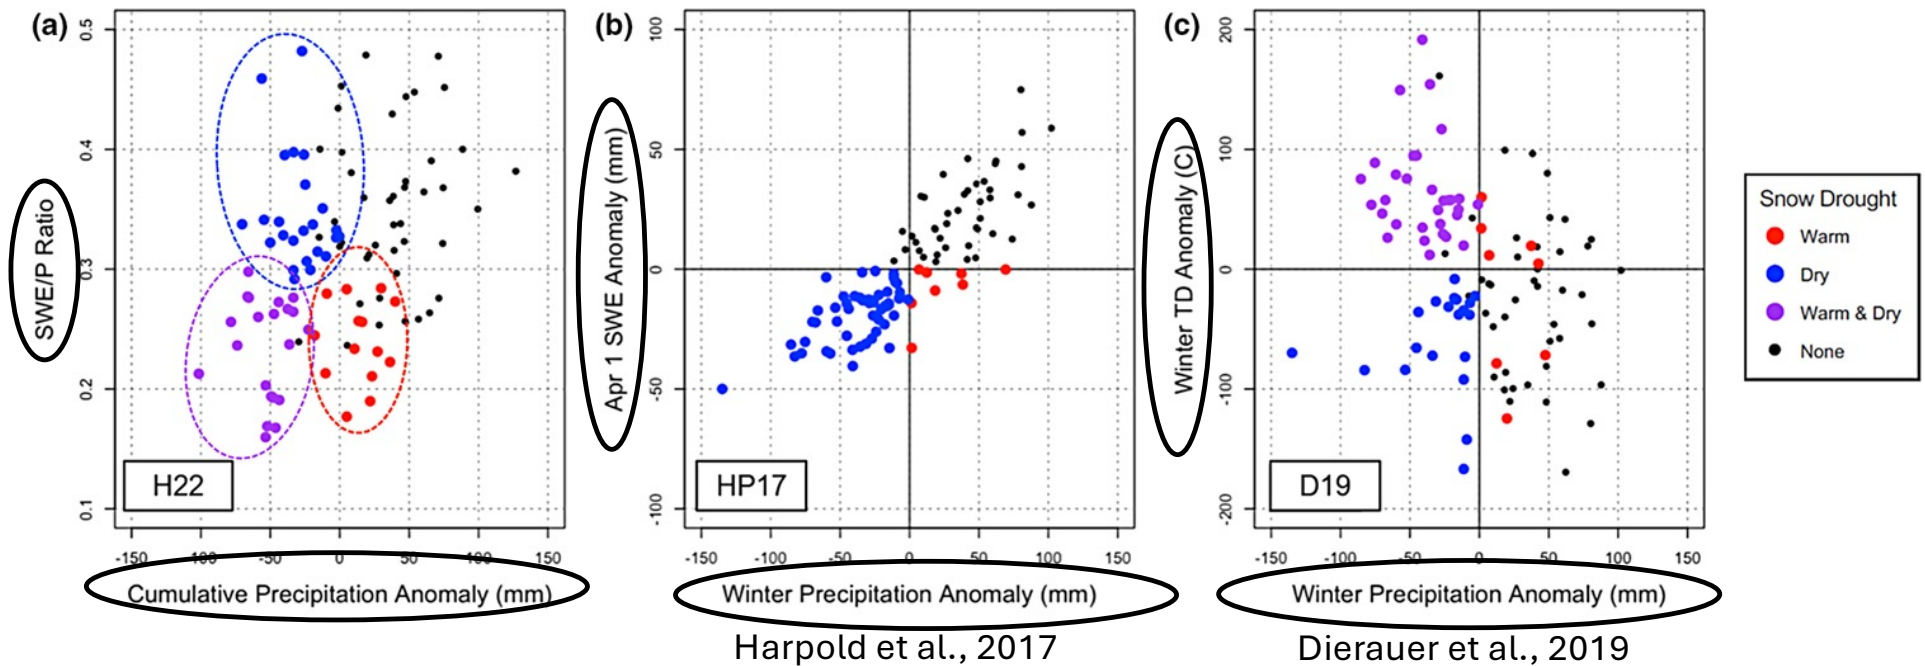 (a)
0.5
0.4
0.3
0.2
0.1
SWE/P Ratio
H22
-150 -100 -50 0 50 100 150
Cumulative Precipitation Anomaly (mm)
(b)
100
50
0
-50
-100
Apr 1 SWE Anomaly (mm)
HP17
-150 -100 -50 0 50 100 150
Winter Precipitation Anomaly (mm)
Harpold et al., 2017
(c)
200
100
0
-100
-200
Winter TD Anomaly (C)
D19
-150 -100 -50 0 50 100 150
Winter Precipitation Anomaly (mm)
Dierauer et al., 2019
Snow Drought
Warm
Dry
Warm & Dry
None